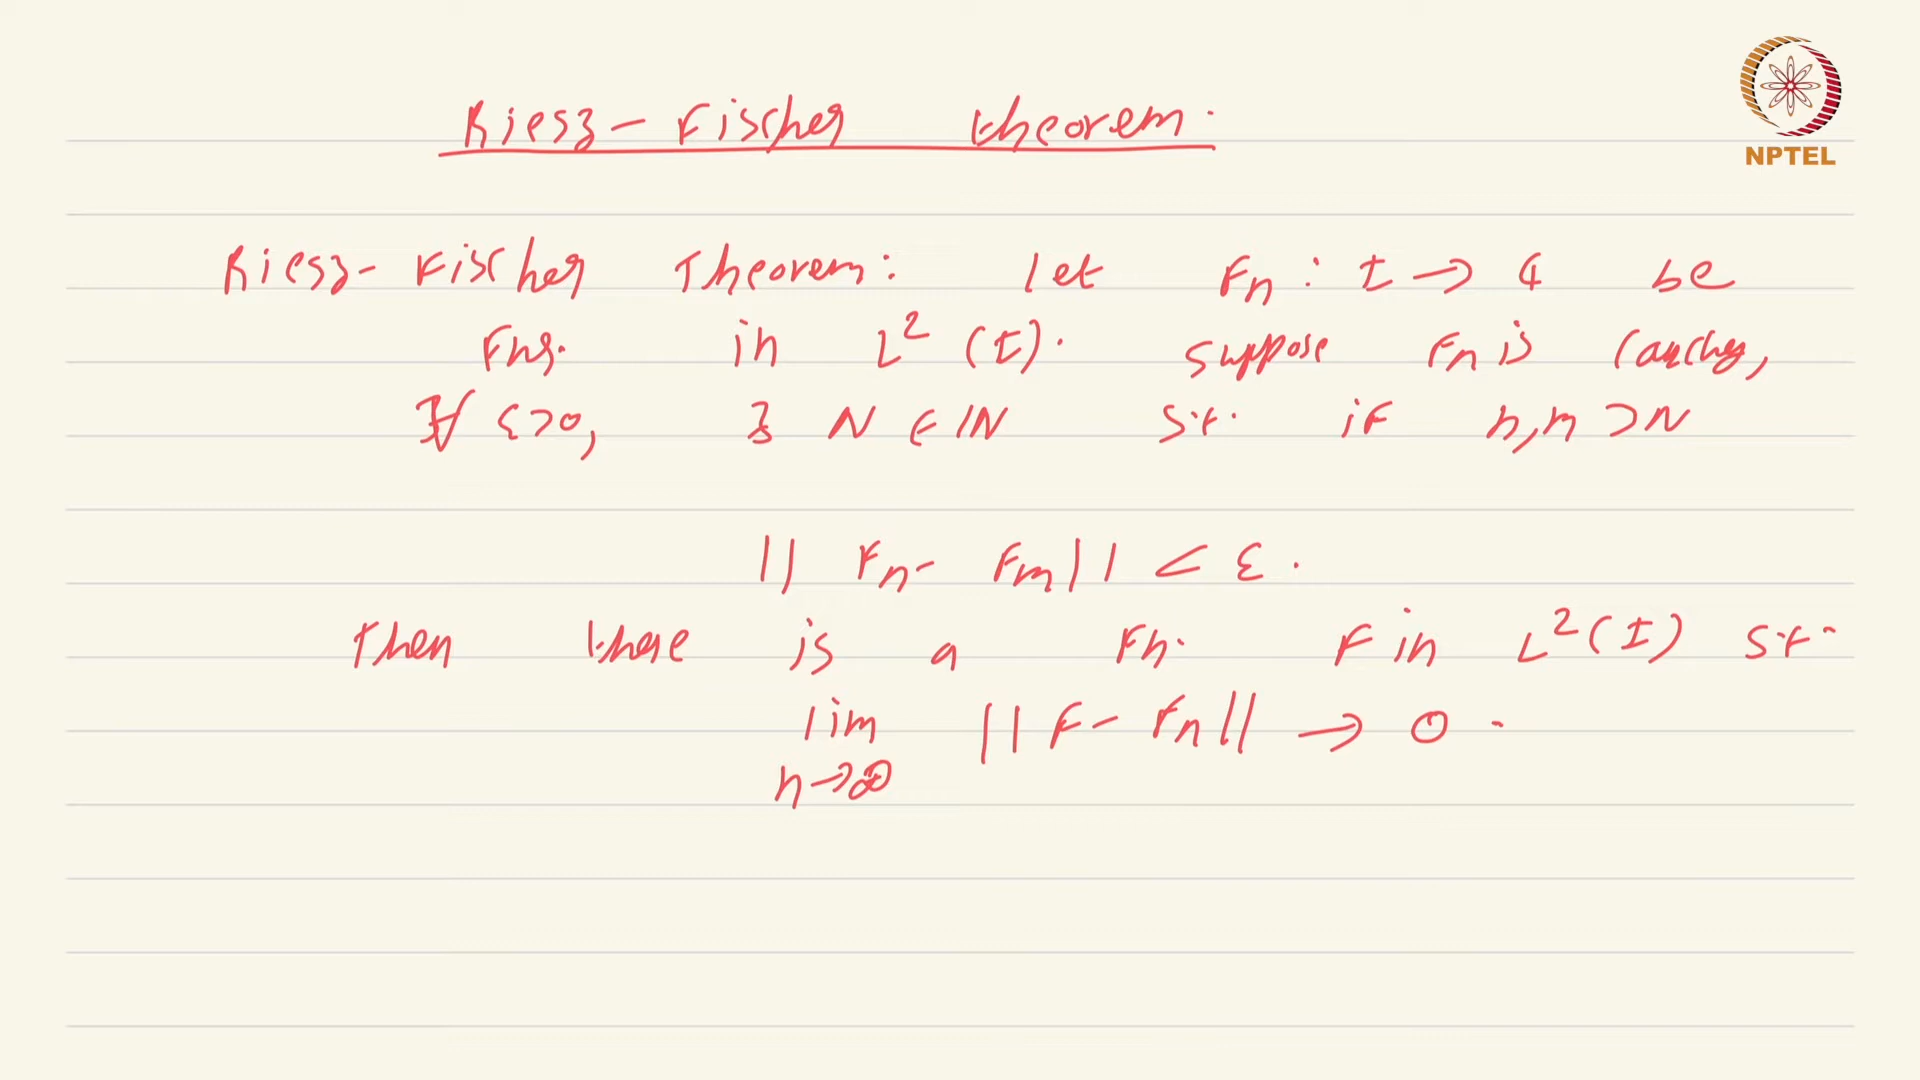 Riesz-Fischer theorem.
NPTEL
Riesz-Fischer Theorem: Let Fn : I → ℂ be
Fns. in L²(I). Suppose Fn is Cauchy,
∀ ε>0, ∃ N ∈ ℕ s.t. if n,m > N
|| Fn - Fm || < ε.
Then there is a Fn. F in L²(I) s.t.
lim || F - Fn || → 0.
n→∞